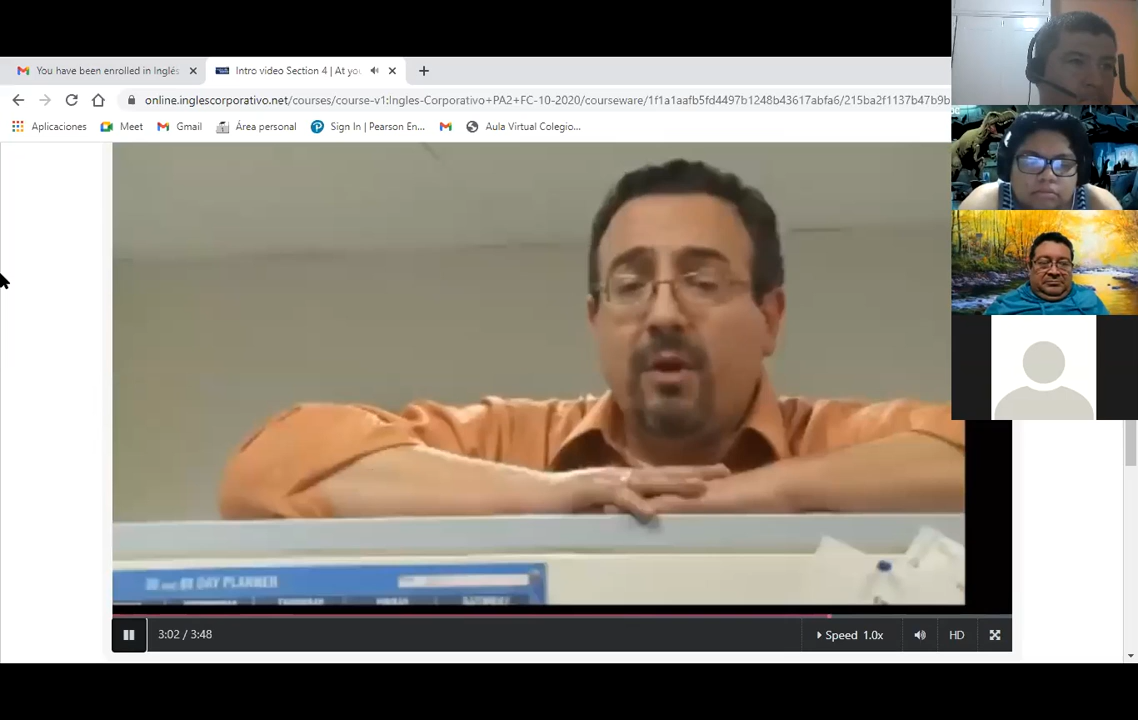 You have been enrolled in Inglés
Intro video Section 4 | At you
online.inglescorporativo.net/courses/course-v1:Ingles-Corporativo+PA2+FC-10-2020/courseware/1f1a1aafb5fd4497b1248b43617abfa6/215ba2f1137b47b9b
Aplicaciones Meet Gmail Área personal Sign In | Pearson En... Aula Virtual Colegio...
DAY PLANNER
3:02 / 3:48 Speed 1.0x HD